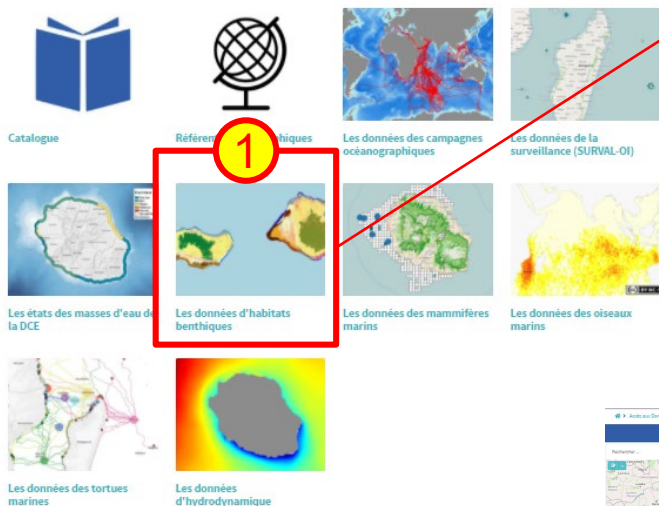 Catalogue
1
Les données des campagnes
océanographiques
Les données de la
surveillance (SURVAL-OI)
Les états des masses d'eau de
la DCE
Les données d'habitats
benthiques
Les données des mammifères
marins
Les données des oiseaux
marins
Les données des tortues
marines
Les données
d'hydrodynamique
Rechercher ...